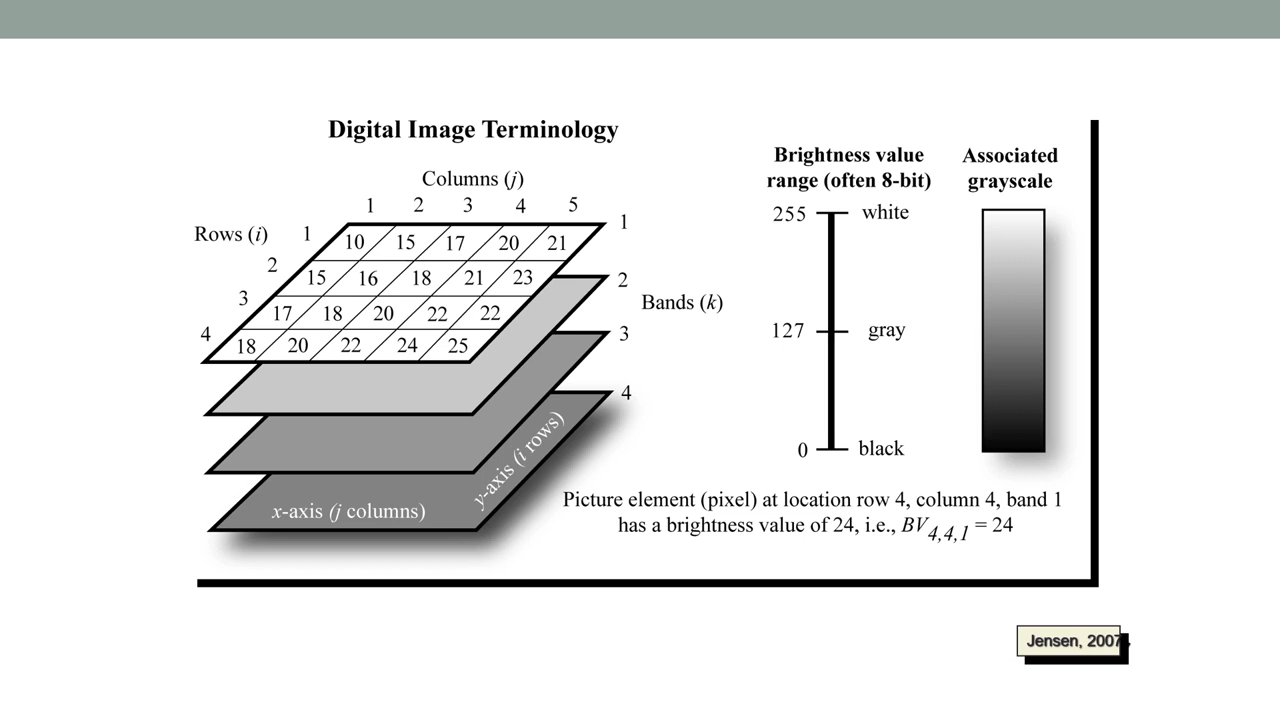 Digital Image Terminology
Columns (j)
1 2 3 4 5
Rows (i) 1 10 15 17 20 21 1
2 15 16 18 21 23 2
3 17 18 20 22 22
4 18 20 22 24 25 3
Bands (k)
4
x-axis (j columns)
y-axis (i rows)
Brightness value
range (often 8-bit)
255 white
127 gray
0 black
Associated
grayscale
Picture element (pixel) at location row 4, column 4, band 1
has a brightness value of 24, i.e., BV4,4,1 = 24
Jensen, 2007